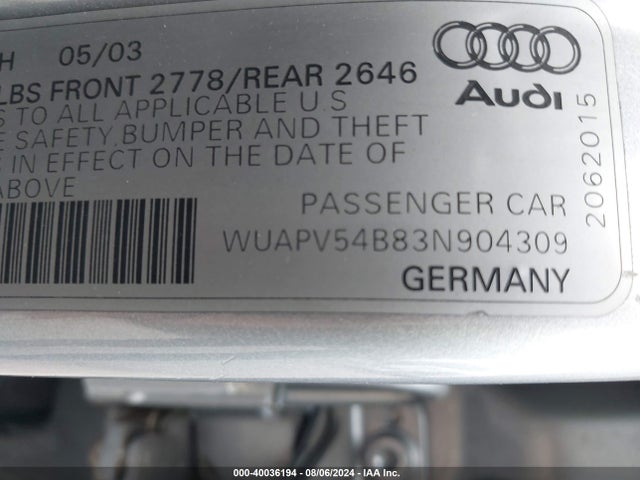 H 05/03
LBS FRONT 2778/REAR 2646
S TO ALL APPLICABLE U.S
E SAFETY, BUMPER AND THEFT
S IN EFFECT ON THE DATE OF
ABOVE
Audi
2062015
PASSENGER CAR
WUAPV54B83N904309
GERMANY
000-40036194 - 08/06/2024 - IAA Inc.